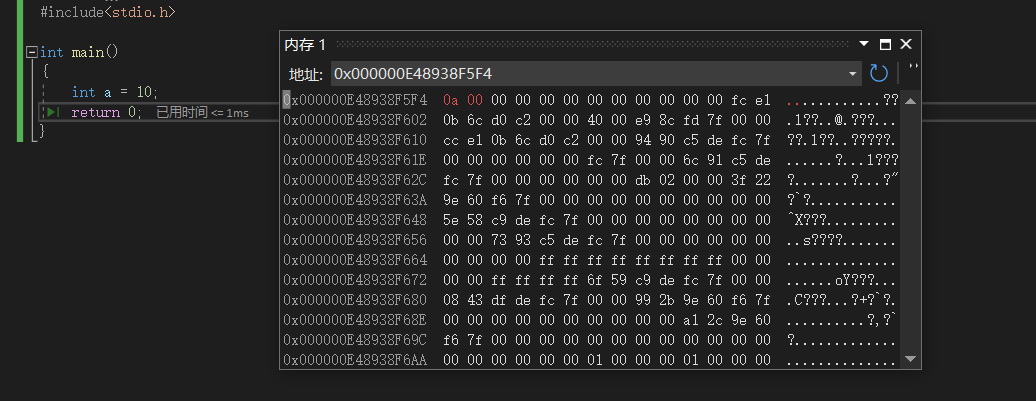 #include<stdio.h>
int main()
{
int a = 10;
return 0; 已用时间 <= 1ms
}
内存 1
地址: 0x000000E48938F5F4
0x000000E48938F5F4 0a 00 00 00 00 00 00 00 00 00 00 00 fc e1 ............??
0x000000E48938F602 0b 6c d0 c2 00 00 40 00 e9 8c fd 7f 00 00 .l??..@.???...
0x000000E48938F610 cc e1 0b 6c d0 c2 00 00 94 90 c5 de fc 7f ??.l??..?????.
0x000000E48938F61E 00 00 00 00 00 00 fc 7f 00 00 6c 91 c5 de ......?...l???
0x000000E48938F62C fc 7f 00 00 00 00 00 00 db 02 00 00 3f 22 ?.......?...?"
0x000000E48938F63A 9e 60 f6 7f 00 00 00 00 00 00 00 00 00 00 ?`?...........
0x000000E48938F648 5e 58 c9 de fc 7f 00 00 00 00 00 00 00 00 ^X???.........
0x000000E48938F656 00 00 73 93 c5 de fc 7f 00 00 00 00 00 00 ..s????.......
0x000000E48938F664 00 00 00 00 ff ff ff ff ff ff ff ff 00 00 ..............
0x000000E48938F672 00 00 ff ff ff ff 6f 59 c9 de fc 7f 00 00 ......oY???...
0x000000E48938F680 08 43 df de fc 7f 00 00 99 2b 9e 60 f6 7f .C???...?+?`?.
0x000000E48938F68E 00 00 00 00 00 00 00 00 00 00 a1 2c 9e 60 ..........?,?`
0x000000E48938F69C f6 7f 00 00 00 00 00 00 00 00 00 00 00 00 ?.............
0x000000E48938F6AA 00 00 00 00 00 00 01 00 00 00 01 00 00 00 ..............